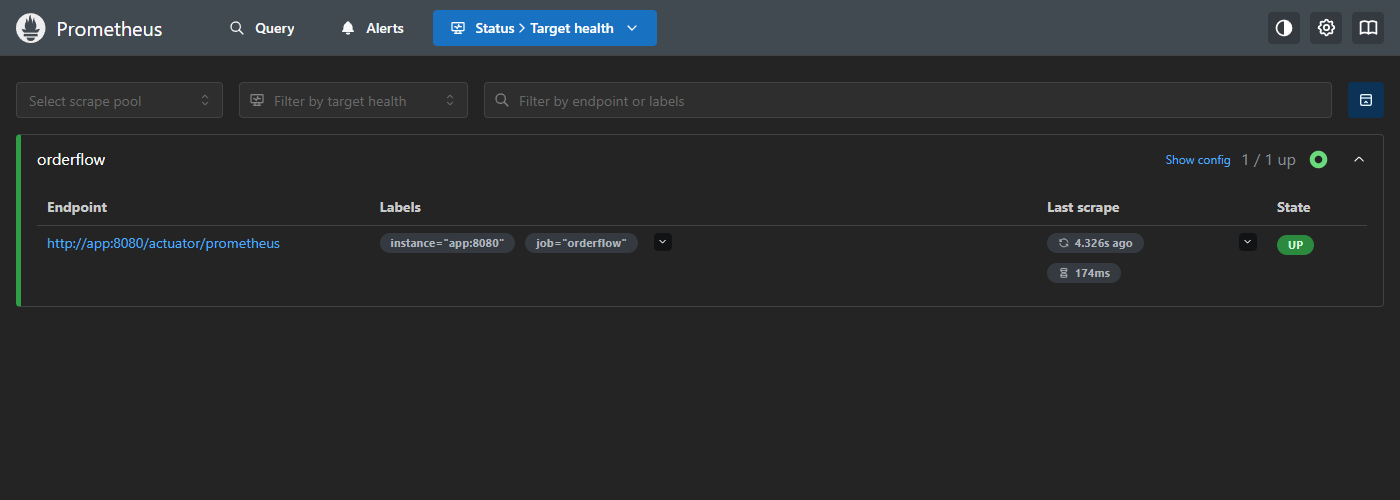 Prometheus Query Alerts Status > Target health
Select scrape pool Filter by target health Filter by endpoint or labels
orderflow Show config 1 / 1 up
Endpoint Labels Last scrape State
http://app:8080/actuator/prometheus instance="app:8080" job="orderflow" 4.326s ago UP
174ms